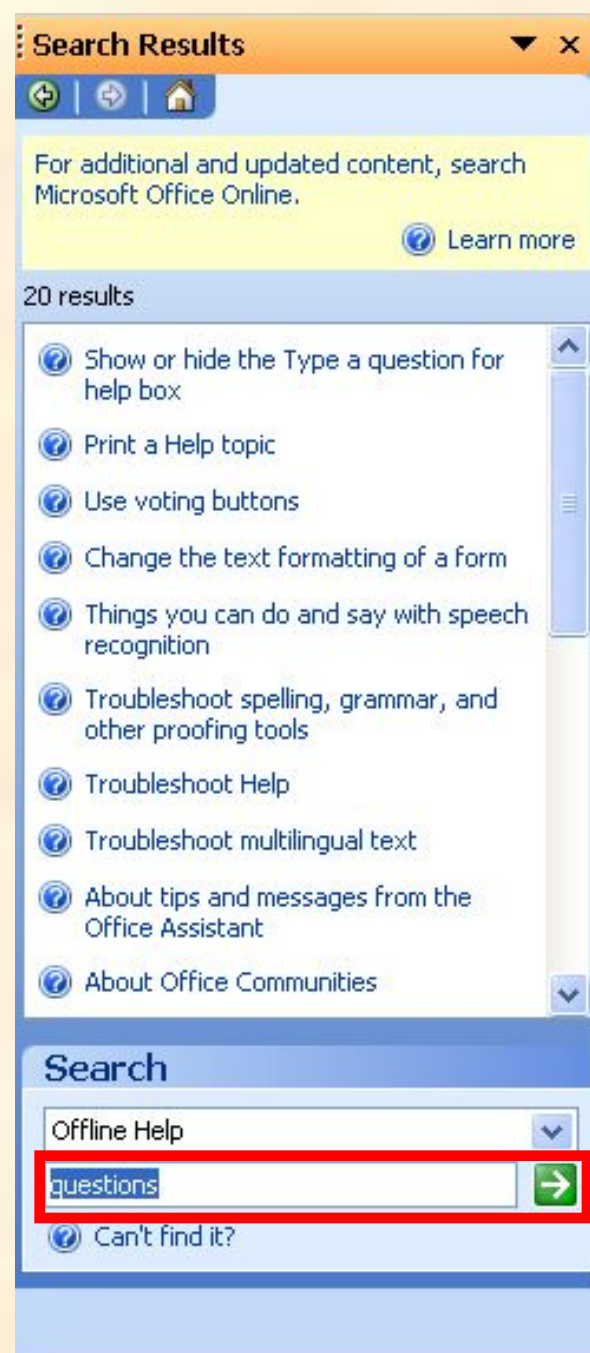 Search Results
For additional and updated content, search
Microsoft Office Online.
Learn more
20 results
Show or hide the Type a question for
help box
Print a Help topic
Use voting buttons
Change the text formatting of a form
Things you can do and say with speech
recognition
Troubleshoot spelling, grammar, and
other proofing tools
Troubleshoot Help
Troubleshoot multilingual text
About tips and messages from the
Office Assistant
About Office Communities
Search
Offline Help
questions
Can't find it?